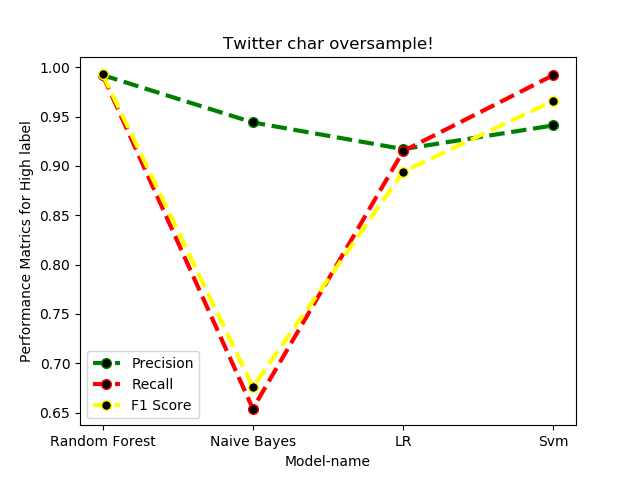 Twitter char oversample!
Performance Matrics for High label
1.00
0.95
0.90
0.85
0.80
0.75
0.70
0.65
Precision
Recall
F1 Score
Random Forest Naive Bayes LR Svm
Model-name